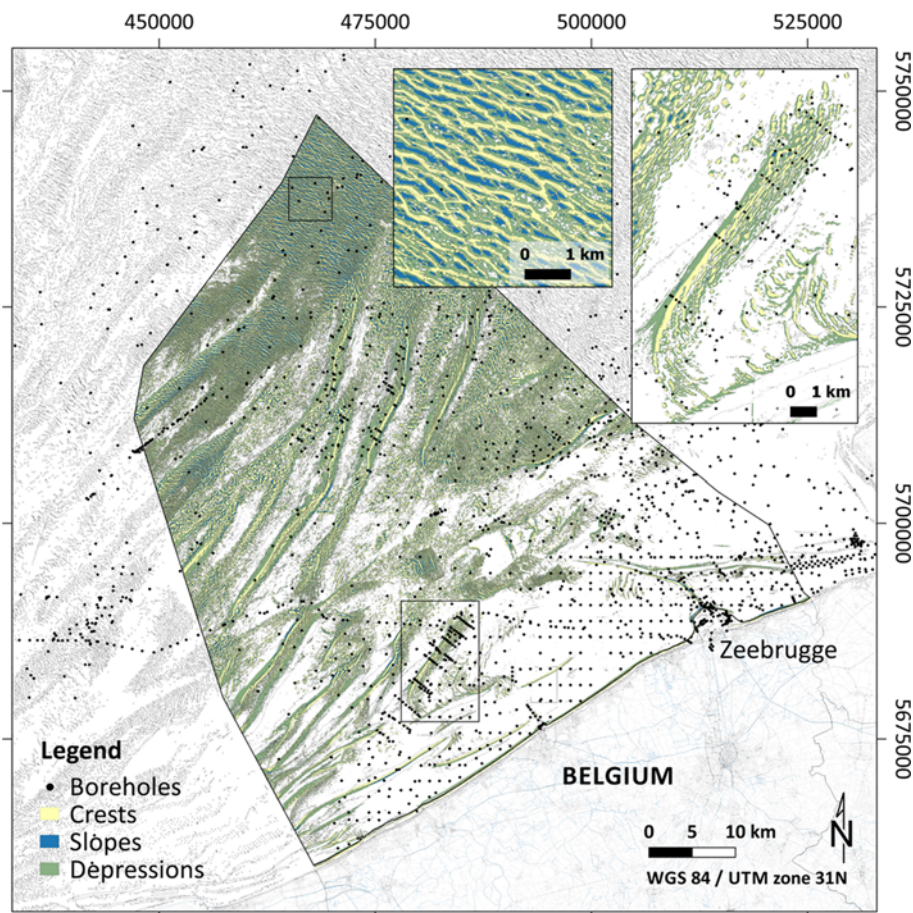 450000 475000 500000 525000
5750000
5725000
5700000
5675000
0 1 km
0 1 km
Zeebrugge
BELGIUM
Legend
Boreholes
Crests
Slopes
Depressions
0 5 10 km
N
WGS 84 / UTM zone 31N